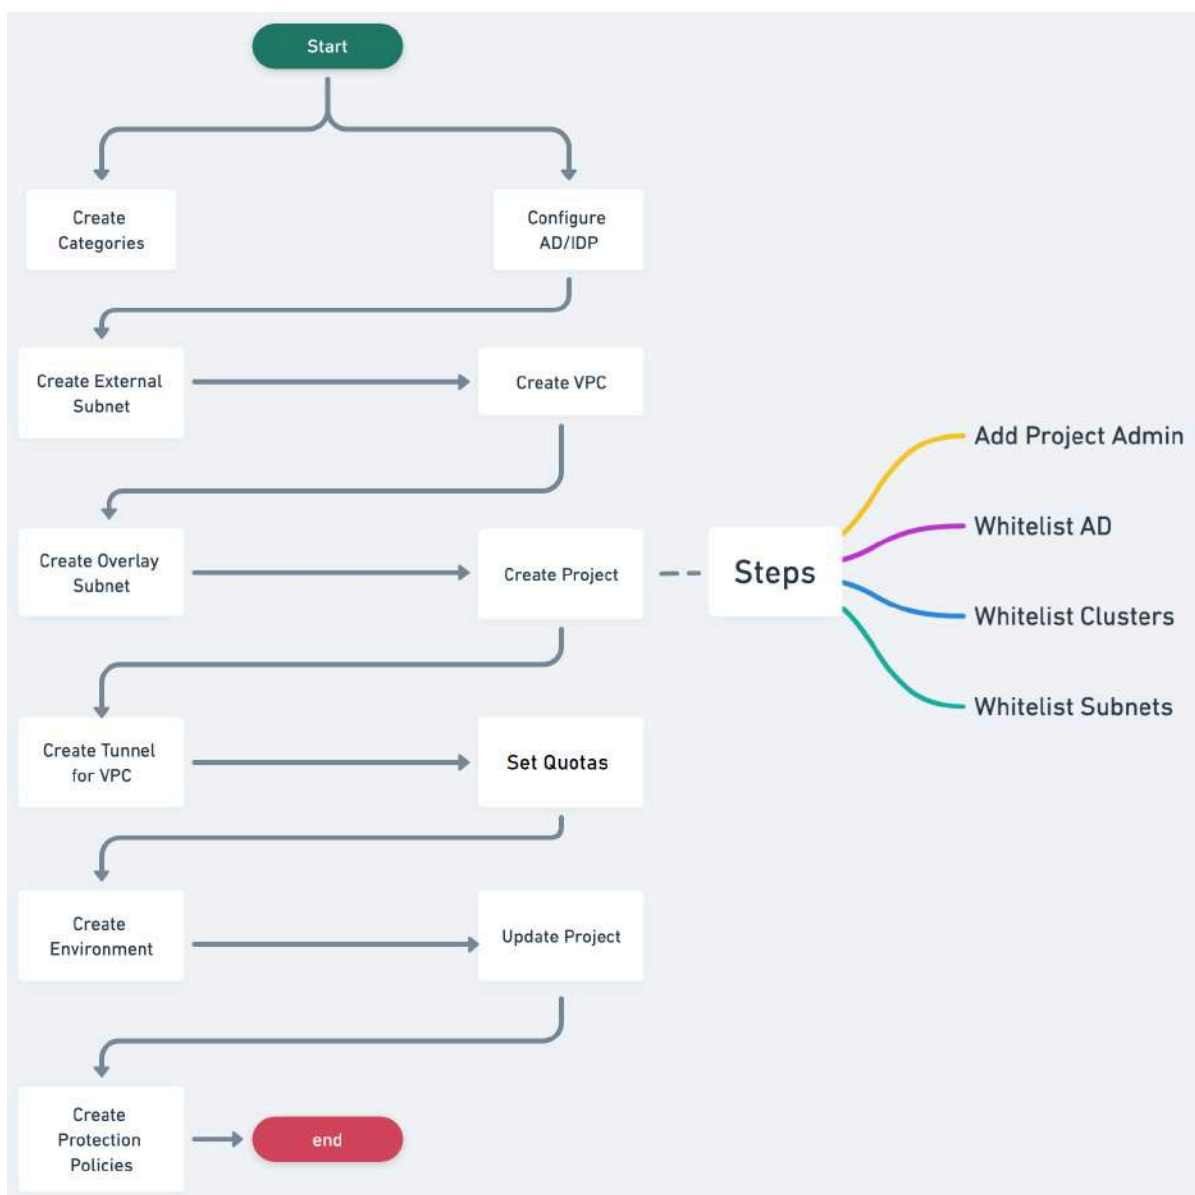 Start
Create
Categories
Configure
AD/IDP
Create External
Subnet
Create VPC
Create Overlay
Subnet
Create Project
Steps
Add Project Admin
Whitelist AD
Whitelist Clusters
Whitelist Subnets
Create Tunnel
for VPC
Set Quotas
Create
Environment
Update Project
Create
Protection
Policies
end